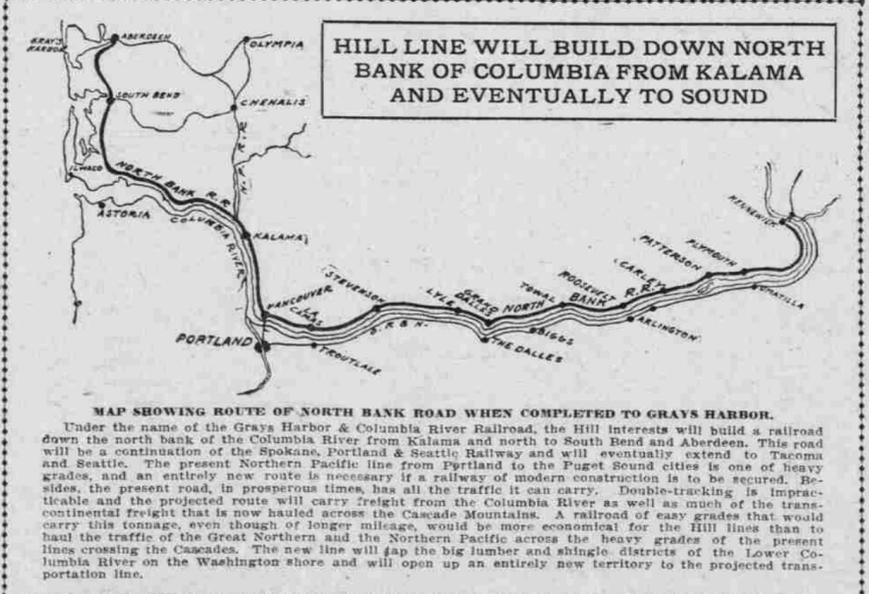 HILL LINE WILL BUILD DOWN NORTH
BANK OF COLUMBIA FROM KALAMA
AND EVENTUALLY TO SOUND
GRAY'S
HARBOR
ABERDEEN
OLYMPIA
SOUTH BEND
CHEHALIS
N.P.R.R.
ILWACO
NORTH BANK R.R.
ASTORIA
COLUMBIA RIVER
KALAMA
KENNEWICK
PLYMOUTH
PATTERSON
CARLEY
UMATILLA
ROOSEVELT
TOWAL
GRAND
DALLES
LYLE
STEVENSON
LA
CAMAS
VANCOUVER
NORTH BANK R.R.
ARLINGTON
BIGGS
THE DALLES
O.R.& N.
PORTLAND
TROUTDALE
MAP SHOWING ROUTE OF NORTH BANK ROAD WHEN COMPLETED TO GRAYS HARBOR.
Under the name of the Grays Harbor & Columbia River Railroad, the Hill interests will build a railroad
down the north bank of the Columbia River from Kalama and north to South Bend and Aberdeen. This road
will be a continuation of the Spokane, Portland & Seattle Railway and will eventually extend to Tacoma
and Seattle. The present Northern Pacific line from Portland to the Puget Sound cities is one of heavy
grades, and an entirely new route is necessary if a railway of modern construction is to be secured. Be-
sides, the present road, in prosperous times, has all the traffic it can carry. Double-tracking is imprac-
ticable and the projected route will carry freight from the Columbia River as well as much of the trans-
continental freight that is now hauled across the Cascade Mountains. A railroad of easy grades that would
carry this tonnage, even though of longer mileage, would be more economical for the Hill lines than to
haul the traffic of the Great Northern and the Northern Pacific across the heavy grades of the present
lines crossing the Cascades. The new line will tap the big lumber and shingle districts of the Lower Co-
lumbia River on the Washington shore and will open up an entirely new territory to the projected trans-
portation line.